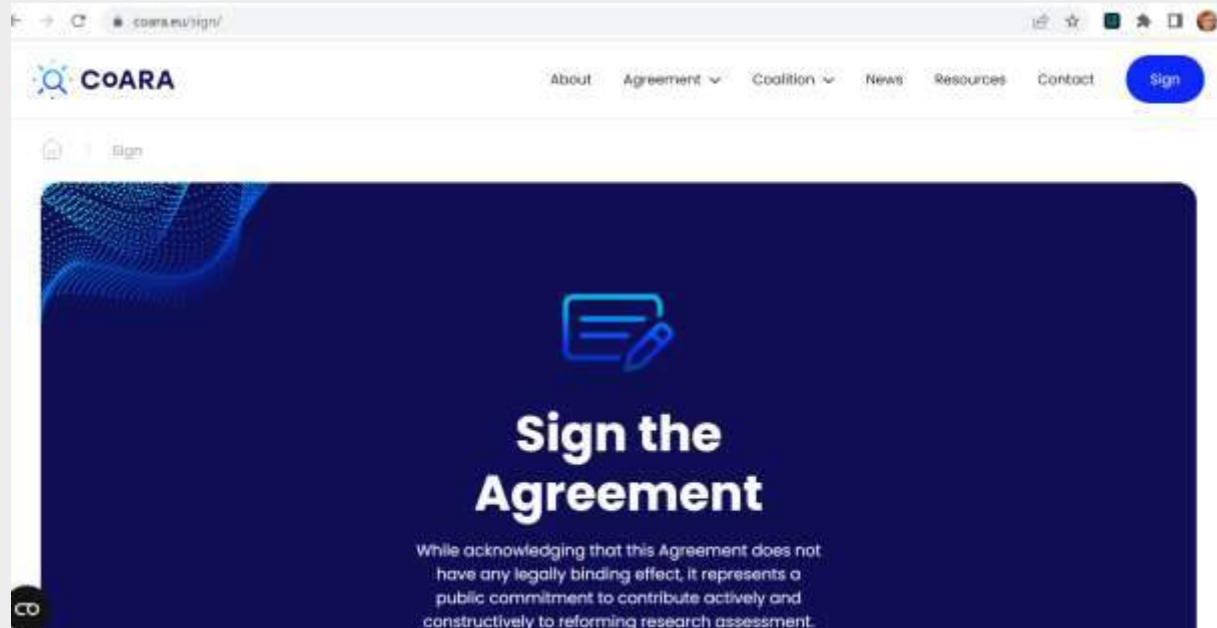 coara.eu/sign/
COARA
About Agreement Coalition News Resources Contact Sign
Sign
Sign the
Agreement
While acknowledging that this Agreement does not
have any legally binding effect, it represents a
public commitment to contribute actively and
constructively to reforming research assessment.